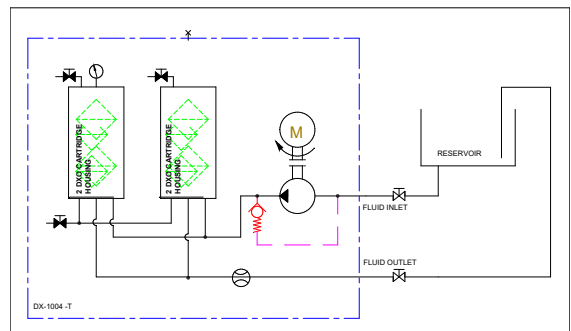 2 DXO CARTRIDGE
HOUSING
2 DXO CARTRIDGE
HOUSING
M
RESERVOIR
FLUID INLET
FLUID OUTLET
DX-1004 -T